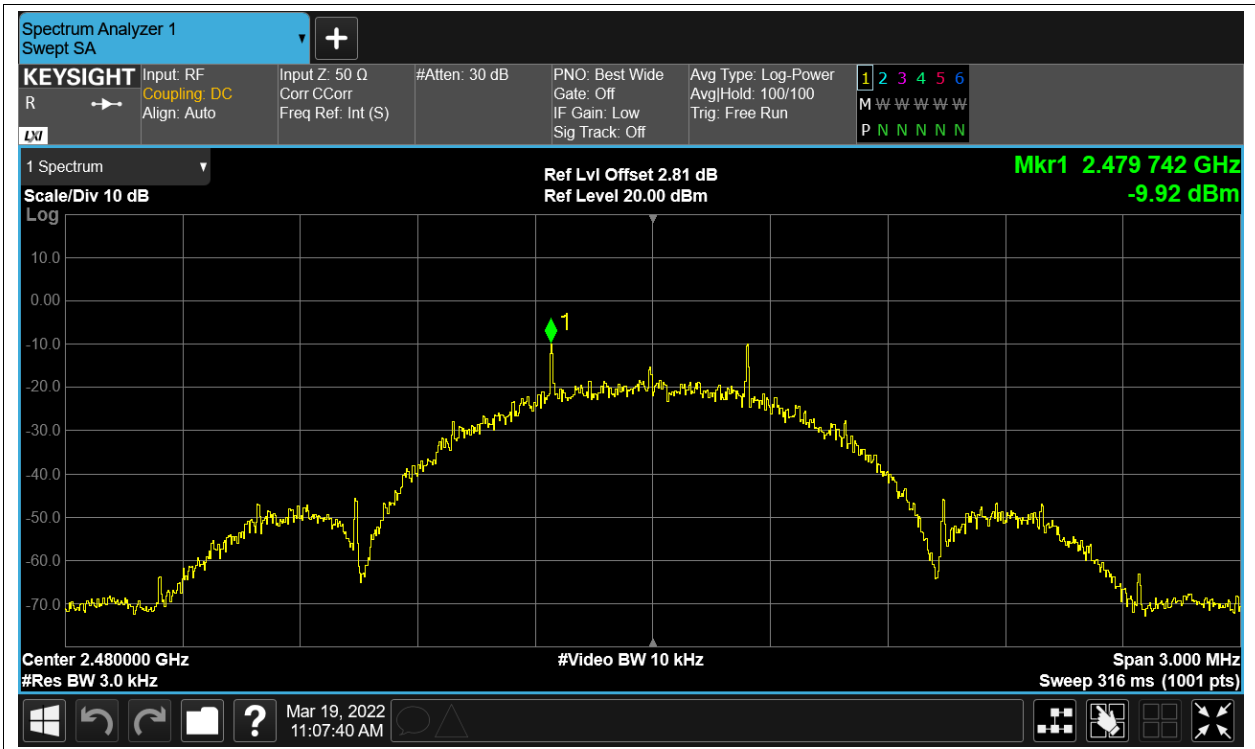 Spectrum Analyzer 1
Swept SA
KEYSIGHT
R
LXI
Input: RF
Coupling: DC
Align: Auto
Input Z: 50 Ω
Corr CCorr
Freq Ref: Int (S)
#Atten: 30 dB
PNO: Best Wide
Gate: Off
IF Gain: Low
Sig Track: Off
Avg Type: Log-Power
Avg|Hold: 100/100
Trig: Free Run
1 2 3 4 5 6
M W W W W W W
P N N N N N
1 Spectrum
Scale/Div 10 dB
Log
Ref Lvl Offset 2.81 dB
Ref Level 20.00 dBm
Mkr1 2.479 742 GHz
-9.92 dBm
10.0
0.00
-10.0
-20.0
-30.0
-40.0
-50.0
-60.0
-70.0
1
Center 2.480000 GHz
#Res BW 3.0 kHz
#Video BW 10 kHz
Span 3.000 MHz
Sweep 316 ms (1001 pts)
?
Mar 19, 2022
11:07:40 AM